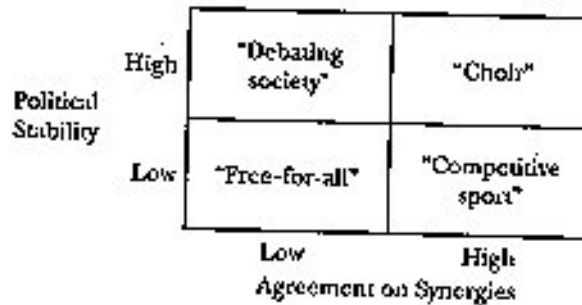 High
"Debating
society"
"Choir"
Political
Stability
Low
"Free-for-all"
"Competitive
sport"
Low
High
Agreement on Synergies